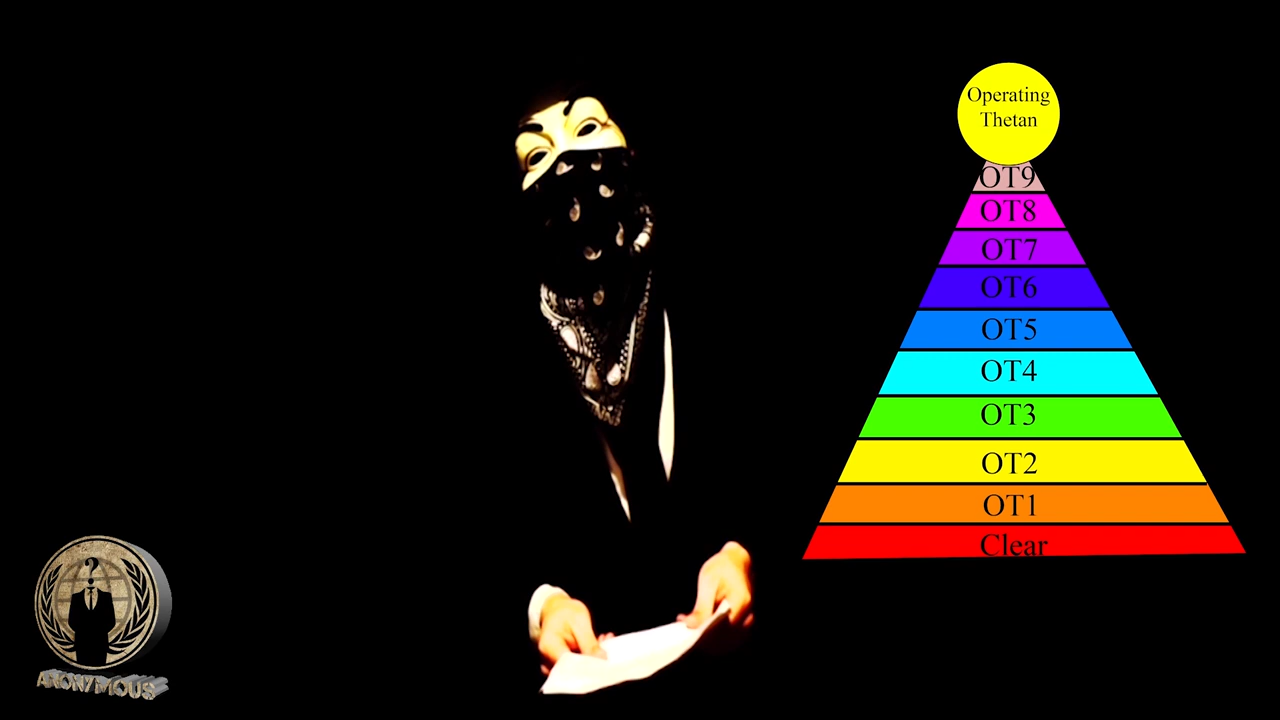 Operating
Thetan
OT9
OT8
OT7
OT6
OT5
OT4
OT3
OT2
OT1
Clear
?
ANONYMOUS